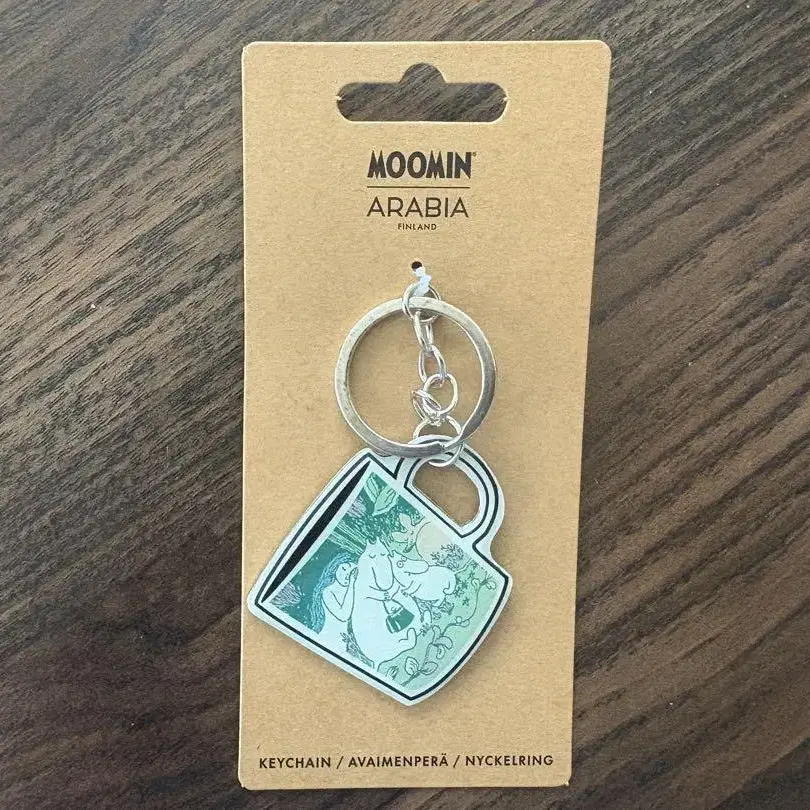 MOOMIN®
ARABIA
FINLAND
KEYCHAIN / AVAIMENPERÄ / NYCKELRING